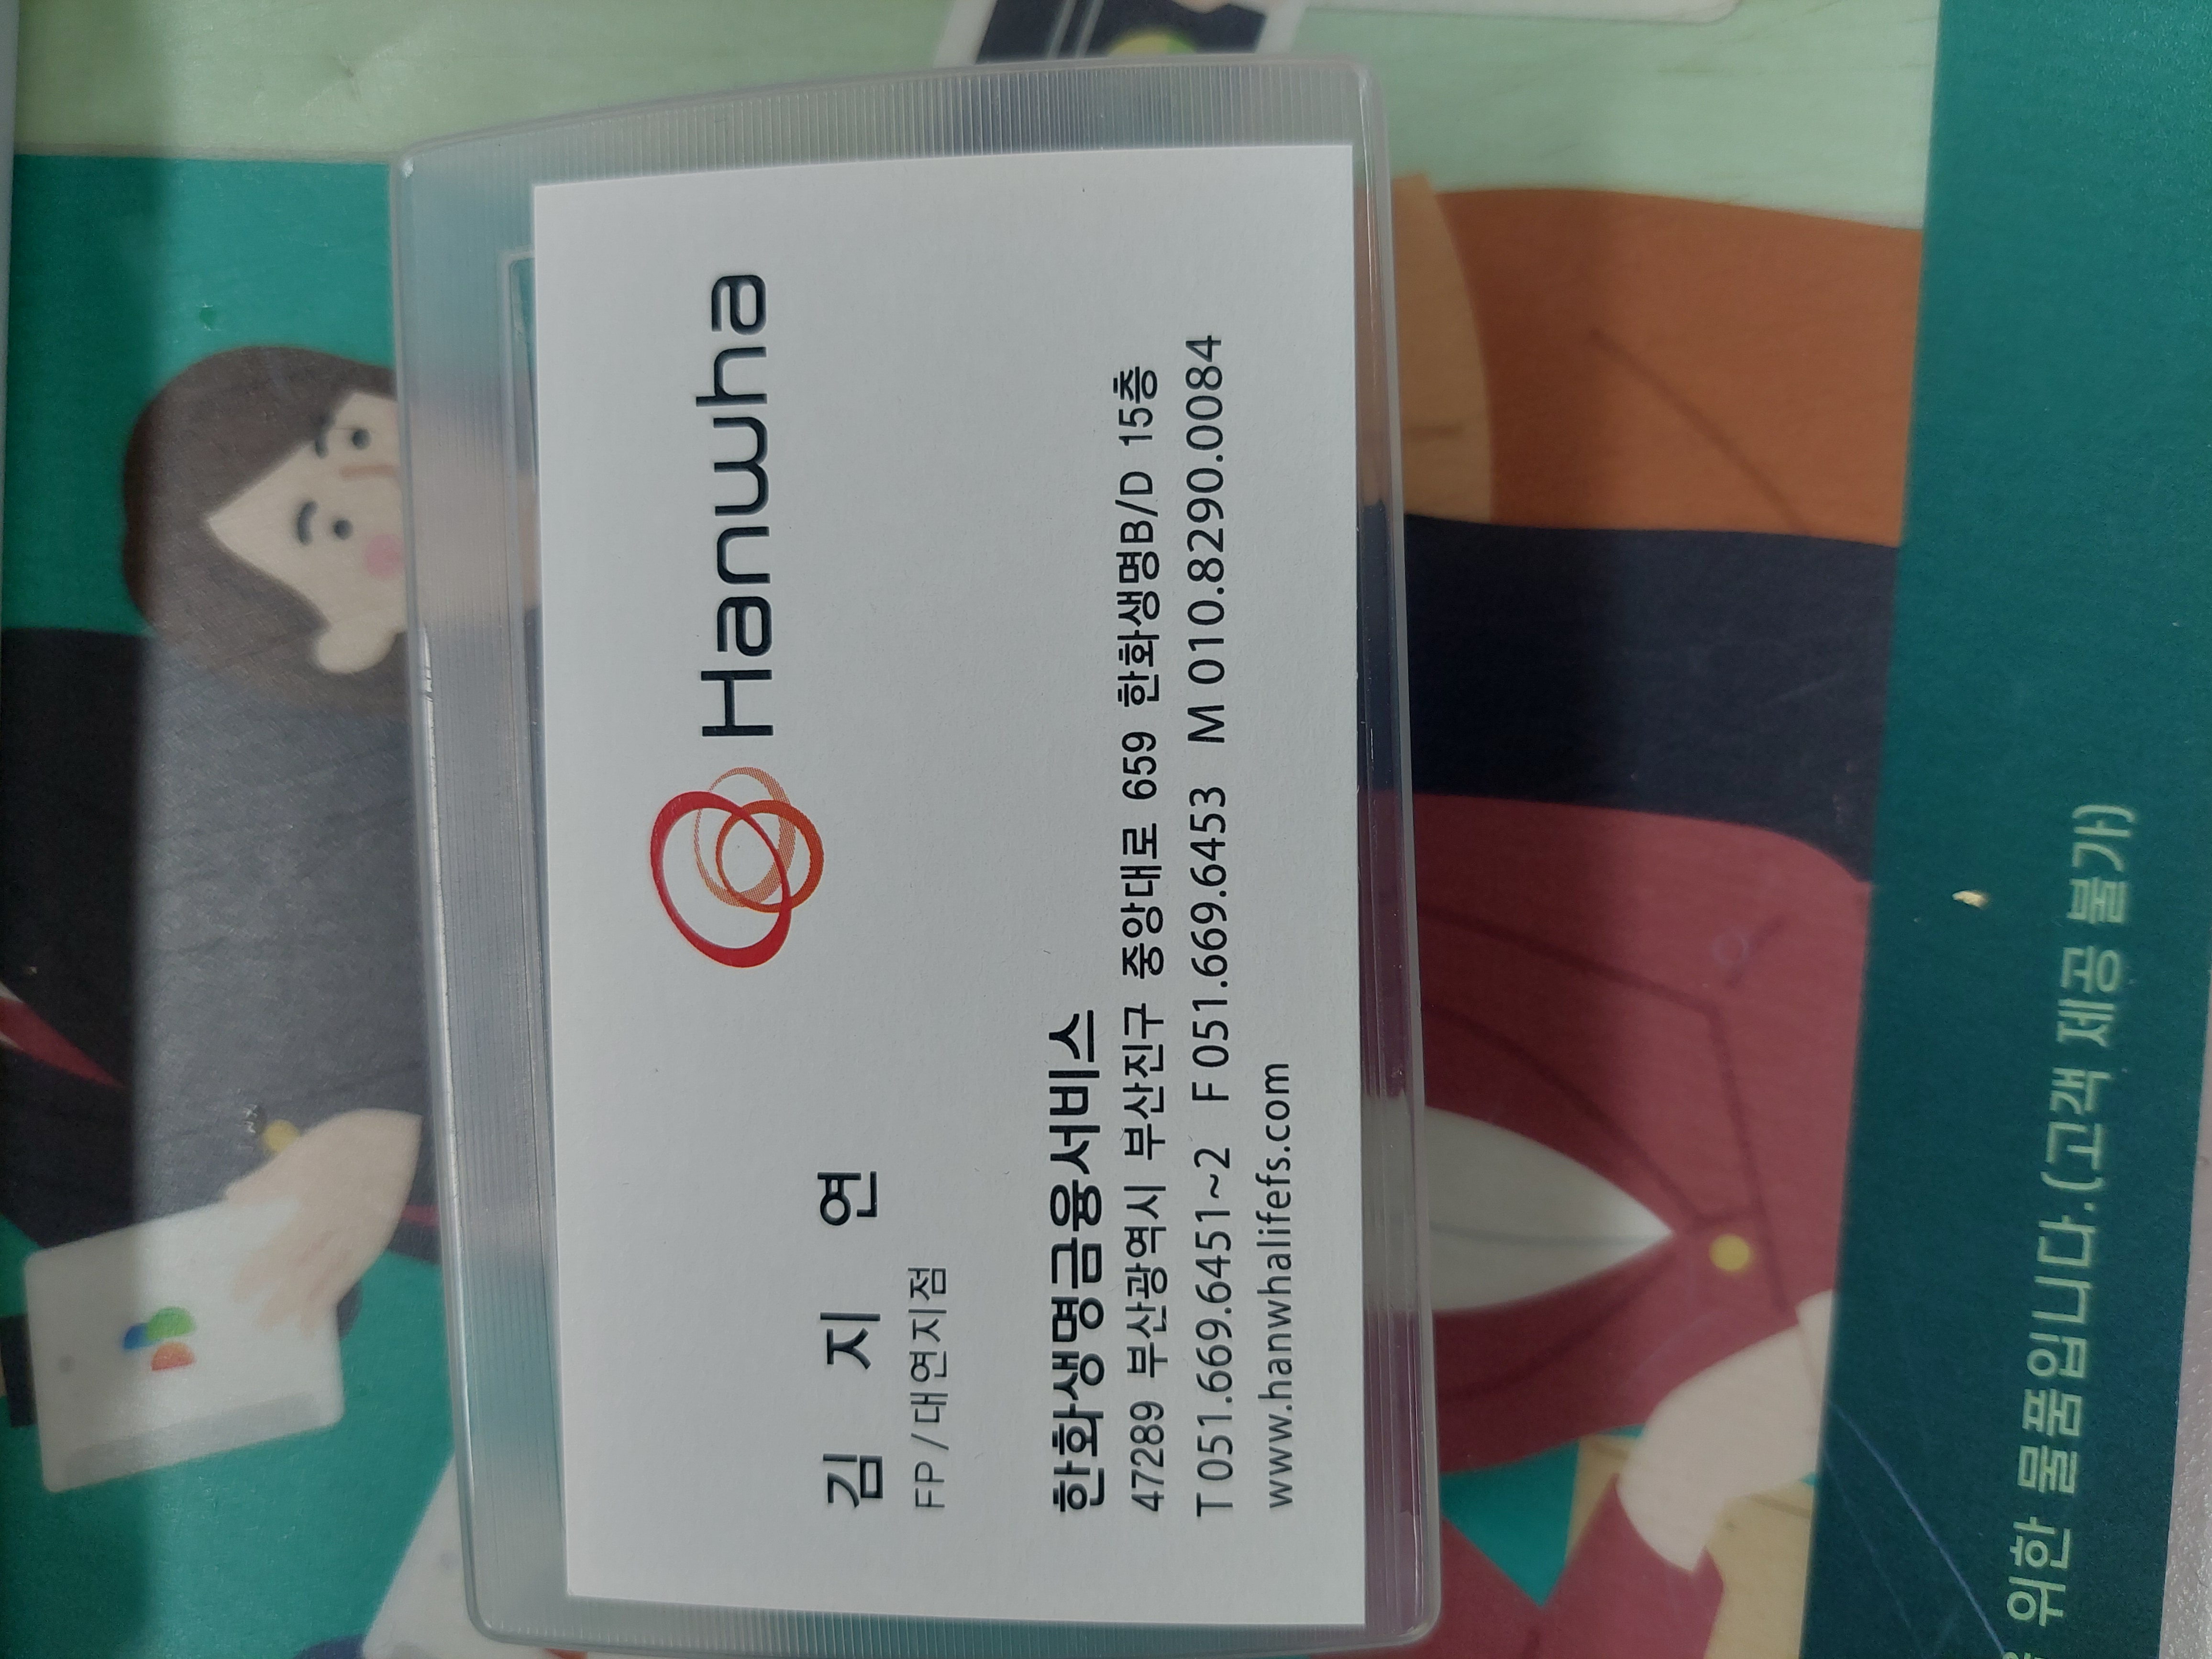 Hanwha
김 지 연
FP / 대연지점
한화생명금융서비스
47289 부산광역시 부산진구 중앙대로 659 한화생명B/D 15층
T 051.669.6451~2 F 051.669.6453 M 010.8290.0084
www.hanwhalifefs.com
위한 물품입니다.(고객 제공 불가)